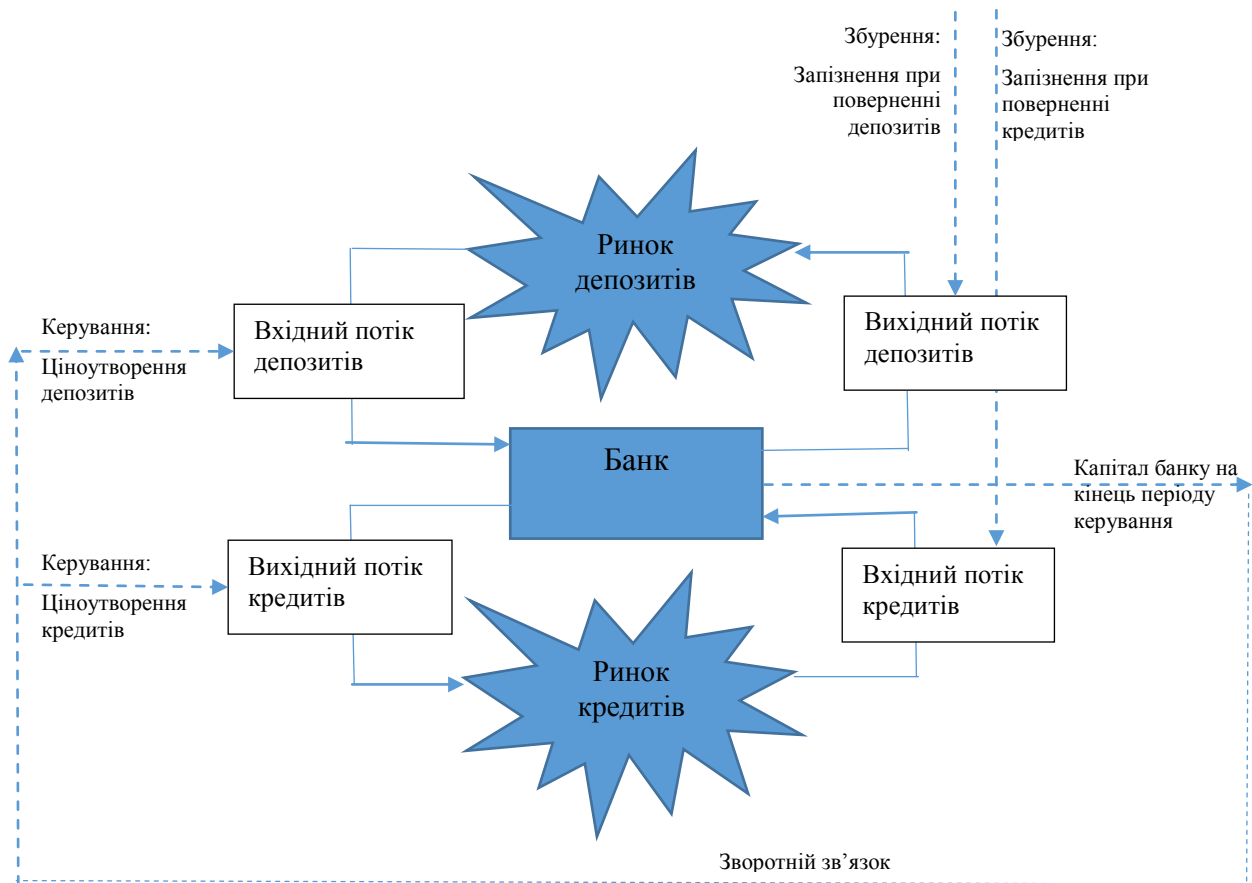 Збурення:
Запізнення при
поверненні
депозитів
Збурення:
Запізнення при
поверненні
кредитів
Ринок
депозитів
Керування:
Ціноутворення
депозитів
Вхідний потік
депозитів
Вихідний потік
депозитів
Банк
Капітал банку на
кінець періоду
керування
Керування:
Ціноутворення
кредитів
Вихідний потік
кредитів
Вхідний потік
кредитів
Ринок
кредитів
Зворотній зв’язок